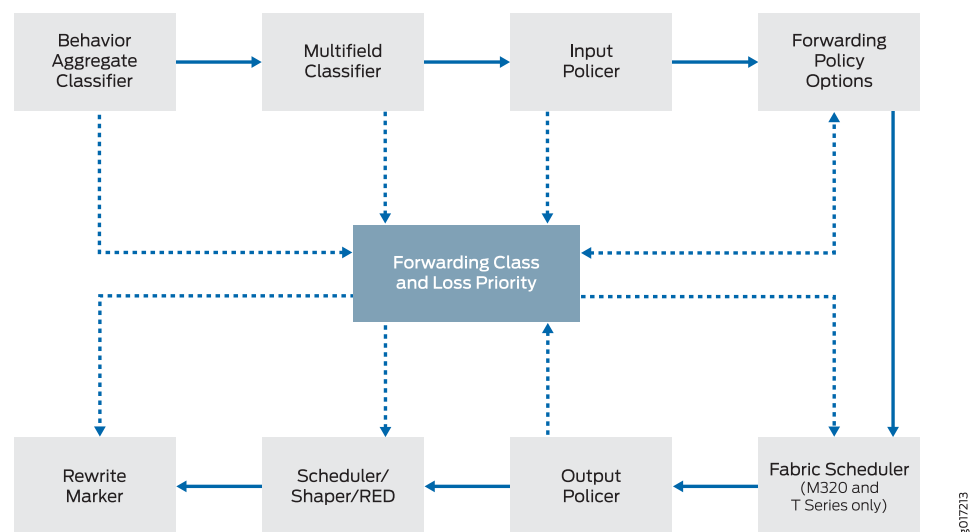 Behavior
Aggregate
Classifier
Multifield
Classifier
Input
Policer
Forwarding
Policy
Options
Forwarding Class
and Loss Priority
Rewrite
Marker
Scheduler/
Shaper/RED
Output
Policer
Fabric Scheduler
(M320 and
T Series only)
g017213